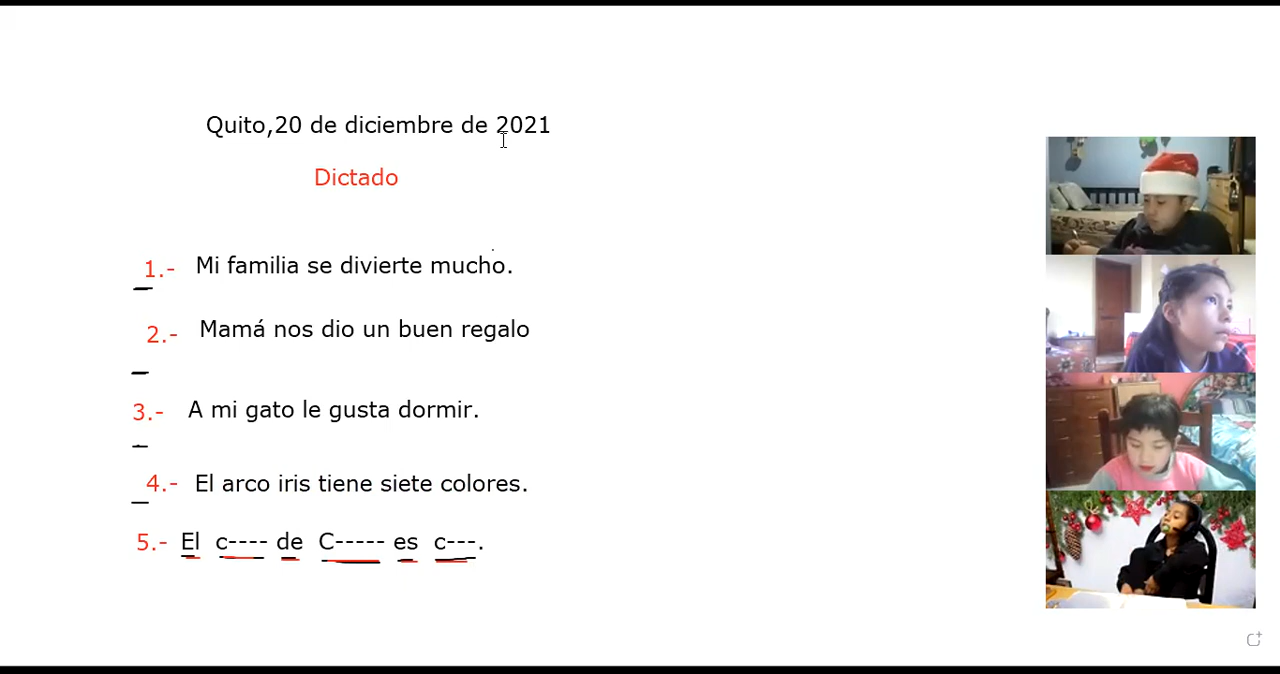 Quito,20 de diciembre de 2021
Dictado
1.- Mi familia se divierte mucho.
2.- Mamá nos dio un buen regalo
3.- A mi gato le gusta dormir.
4.- El arco iris tiene siete colores.
5.- El c---- de C----- es c---.